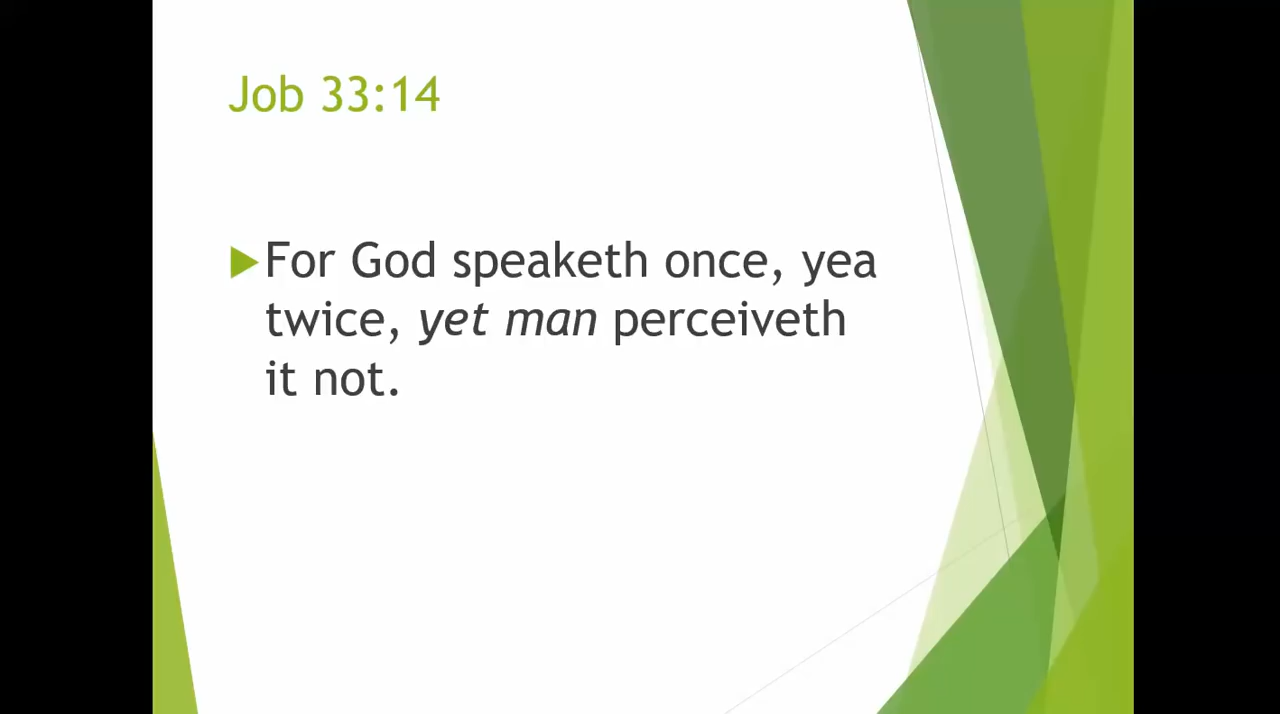 Job 33:14
For God speaketh once, yea
twice, yet man perceiveth
it not.